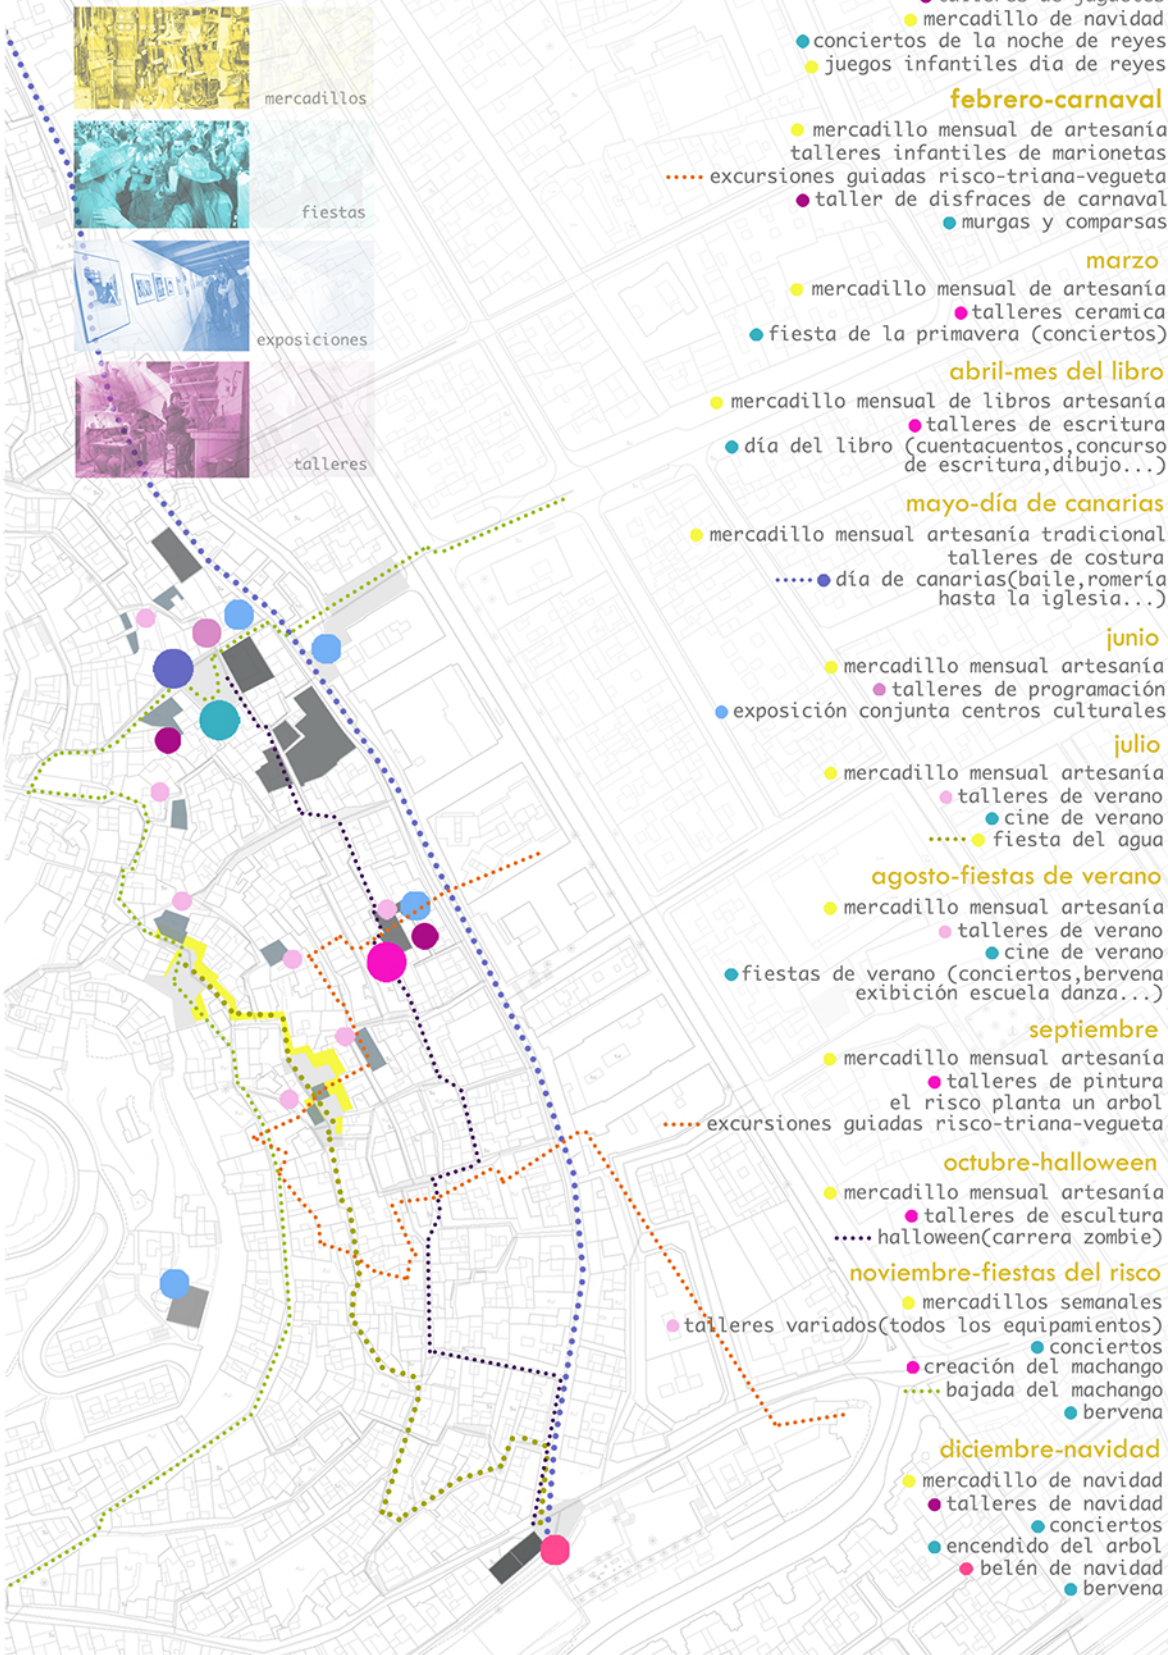 mercadillos
fiestas
exposiciones
talleres
talleres de juguetes
mercadillo de navidad
conciertos de la noche de reyes
juegos infantiles dia de reyes
febrero-carnaval
mercadillo mensual de artesanía
talleres infantiles de marionetas
excursiones guiadas risco-triana-vegueta
taller de disfraces de carnaval
murgas y comparsas
marzo
mercadillo mensual de artesanía
talleres ceramica
fiesta de la primavera (conciertos)
abril-mes del libro
mercadillo mensual de libros artesanía
talleres de escritura
día del libro (cuentacuentos,concurso
de escritura,dibujo...)
mayo-día de canarias
mercadillo mensual artesanía tradicional
talleres de costura
día de canarias(baile,romería
hasta la iglesia...)
junio
mercadillo mensual artesanía
talleres de programación
exposición conjunta centros culturales
julio
mercadillo mensual artesanía
talleres de verano
cine de verano
fiesta del agua
agosto-fiestas de verano
mercadillo mensual artesanía
talleres de verano
cine de verano
fiestas de verano (conciertos,bervena
exibición escuela danza...)
septiembre
mercadillo mensual artesanía
talleres de pintura
el risco planta un arbol
excursiones guiadas risco-triana-vegueta
octubre-halloween
mercadillo mensual artesanía
talleres de escultura
halloween(carrera zombie)
noviembre-fiestas del risco
mercadillos semanales
talleres variados(todos los equipamientos)
conciertos
creación del machango
bajada del machango
bervena
diciembre-navidad
mercadillo de navidad
talleres de navidad
conciertos
encendido del arbol
belén de navidad
bervena